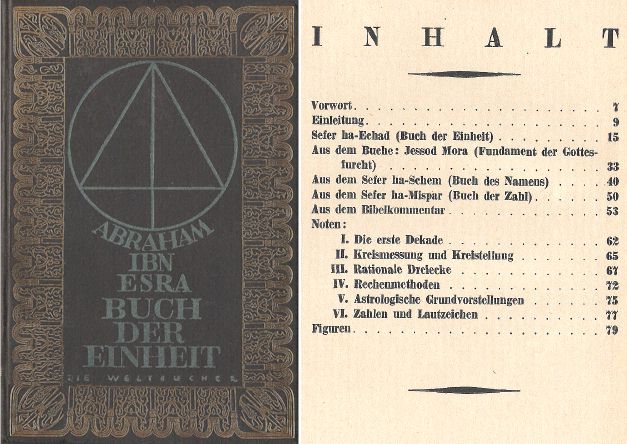 ABRAHAM
IBN
ESRA
BUCH
DER
EINHEIT
DIE WELTBÜCHER
INHALT
Vorwort . . . . . . . . . . . . . . . . . . . . 7
Einleitung . . . . . . . . . . . . . . . . . . . 9
Sefer ha-Echad (Buch der Einheit) . . . . . . . . 15
Aus dem Buche: Jessod Mora (Fundament der Gottes-
furcht) . . . . . . . . . . . . . . . . . . . . 33
Aus dem Sefer ha-Schem (Buch des Namens) . . . . . 40
Aus dem Sefer ha-Mispar (Buch der Zahl) . . . . . . 50
Aus dem Bibelkommentar . . . . . . . . . . . . . 53
Noten:
I. Die erste Dekade . . . . . . . . . . . . . . 62
II. Kreismessung und Kreisteilung . . . . . . . . 65
III. Rationale Dreiecke . . . . . . . . . . . . . 67
IV. Rechenmethoden . . . . . . . . . . . . . . 72
V. Astrologische Grundvorstellungen . . . . . . . 75
VI. Zahlen und Lautzeichen . . . . . . . . . . . 77
Figuren . . . . . . . . . . . . . . . . . . . . 79